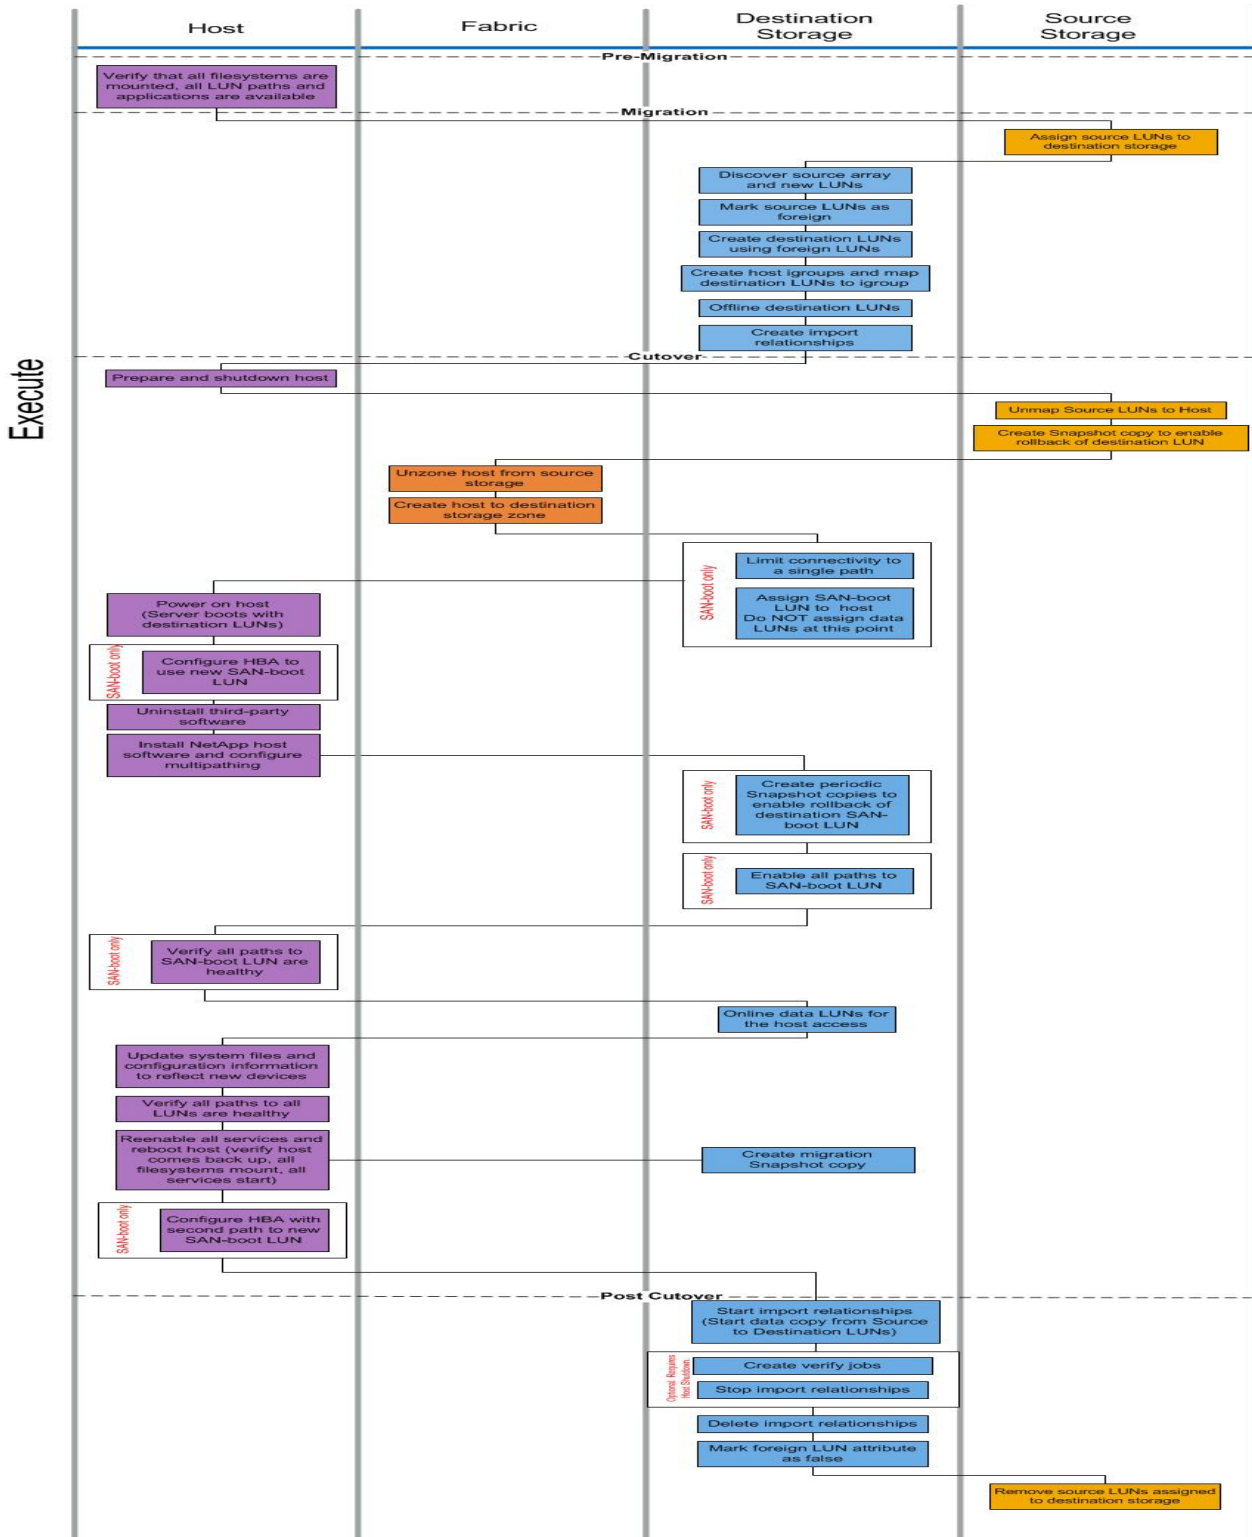 Host
Fabric
Destination
Storage
Source
Storage
Execute
Pre-Migration
Verify that all filesystems are
mounted, all LUN paths and
applications are available
Migration
Assign source LUNs to
destination storage
Discover source array
and new LUNs
Mark source LUNs as
foreign
Create destination LUNs
using foreign LUNs
Create host igroups and map
destination LUNs to igroup
Offline destination LUNs
Create import
relationships
Cutover
Prepare and shutdown host
Unmap Source LUNs to Host
Create Snapshot copy to enable
rollback of destination LUN
Unzone host from source
storage
Create host to destination
storage zone
SAN-boot only
Limit connectivity to
a single path
Assign SAN-boot
LUN to host
Do NOT assign data
LUNs at this point
Power on host
(Server boots with
destination LUNs)
SAN-boot only
Configure HBA to
use new SAN-boot
LUN
Uninstall third-party
software
Install NetApp host
software and configure
multipathing
SAN-boot only
Create periodic
Snapshot copies to
enable rollback of
destination SAN-
boot LUN
SAN-boot only
Enable all paths to
SAN-boot LUN
SAN-boot only
Verify all paths to
SAN-boot LUN are
healthy
Online data LUNs for
the host access
Update system files and
configuration information
to reflect new devices
Verify all paths to all
LUNs are healthy
Reenable all services and
reboot host (verify host
comes back up, all
filesystems mount, all
services start)
Create migration
Snapshot copy
SAN-boot only
Configure HBA with
second path to new
SAN-boot LUN
Post Cutover
Start import relationships
(Start data copy from Source
to Destination LUNs)
Optional Requires
Host Shutdown
Create verify jobs
Stop import relationships
Delete import relationships
Mark foreign LUN attribute
as false
Remove source LUNs assigned
to destination storage